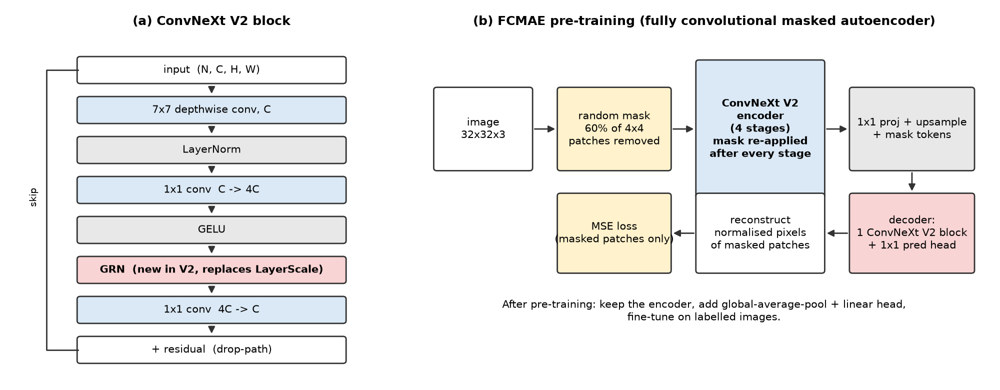 (a) ConvNeXt V2 block
input (N, C, H, W)
7x7 depthwise conv, C
LayerNorm
1x1 conv C -> 4C
GELU
GRN (new in V2, replaces LayerScale)
1x1 conv 4C -> C
+ residual (drop-path)
skip
(b) FCMAE pre-training (fully convolutional masked autoencoder)
image
32x32x3
random mask
60% of 4x4
patches removed
ConvNeXt V2
encoder
(4 stages)
mask re-applied
after every stage
1x1 proj + upsample
+ mask tokens
decoder:
1 ConvNeXt V2 block
+ 1x1 pred head
reconstruct
normalised pixels
of masked patches
MSE loss
(masked patches only)
After pre-training: keep the encoder, add global-average-pool + linear head,
fine-tune on labelled images.